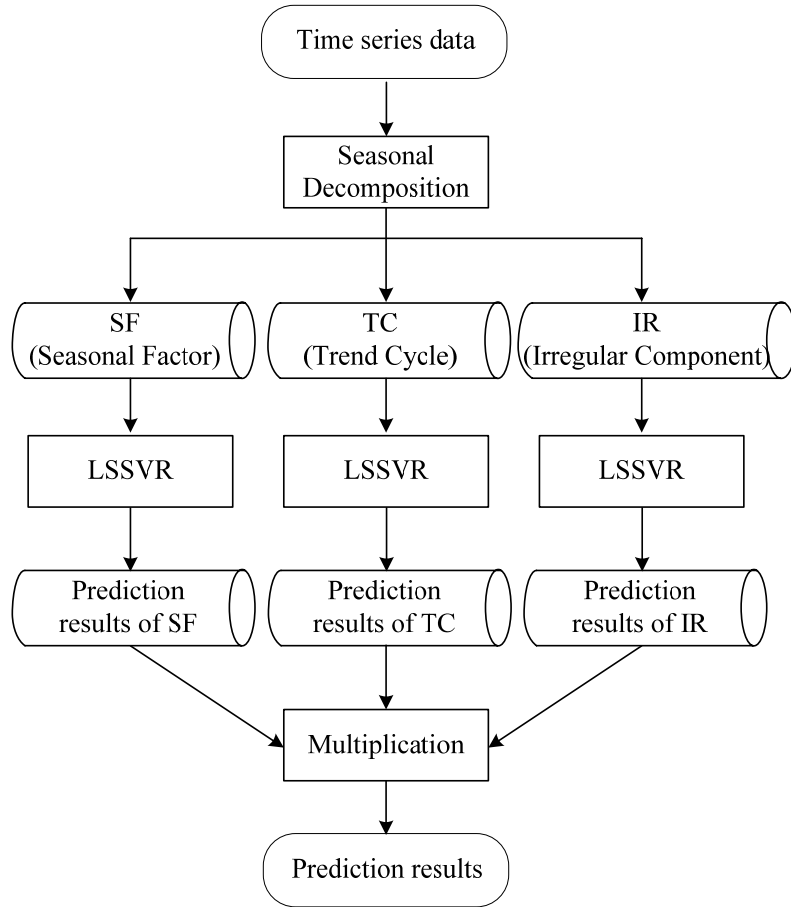 Time series data
Seasonal
Decomposition
SF
(Seasonal Factor)
TC
(Trend Cycle)
IR
(Irregular Component)
LSSVR
LSSVR
LSSVR
Prediction
results of SF
Prediction
results of TC
Prediction
results of IR
Multiplication
Prediction results